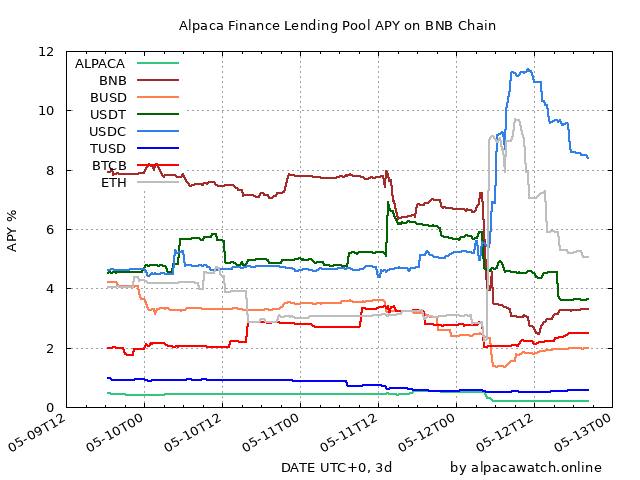 Alpaca Finance Lending Pool APY on BNB Chain
12
10
8
6
4
2
0
APY %
ALPACA
BNB
BUSD
USDT
USDC
TUSD
BTCB
ETH
05-09T12
05-10T00
05-10T12
05-11T00
05-11T12
05-12T00
05-12T12
05-13T00
DATE UTC+0, 3d
by alpacawatch.online